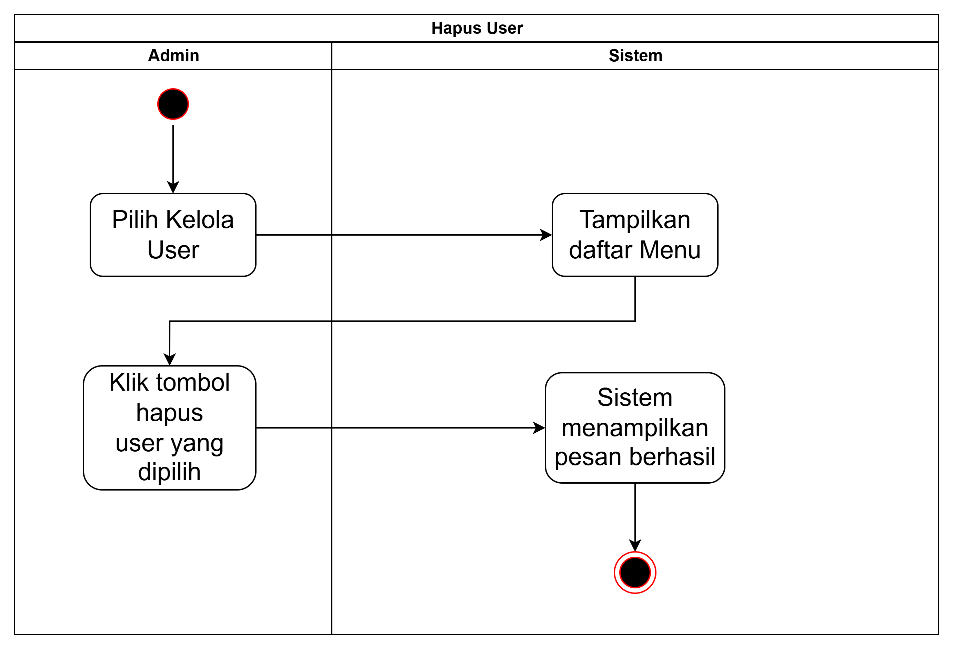 Hapus User
Admin
Sistem
Pilih Kelola
User
Tampilkan
daftar Menu
Klik tombol
hapus
user yang
dipilih
Sistem
menampilkan
pesan berhasil